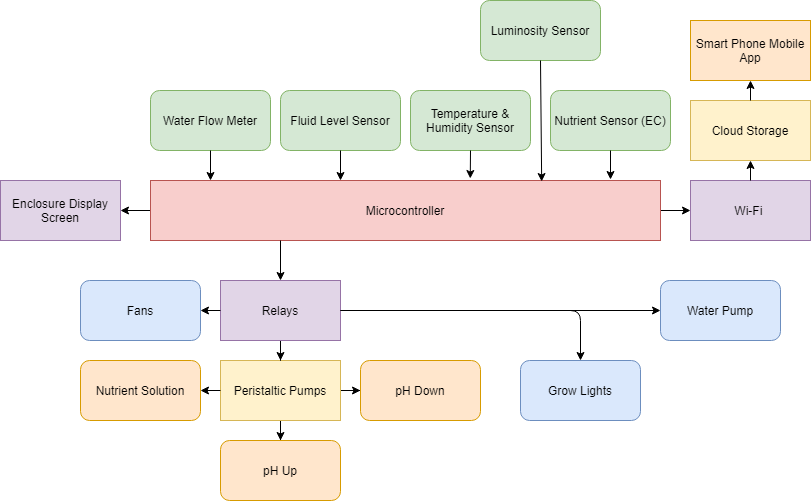 Luminosity Sensor
Smart Phone Mobile
App
Water Flow Meter
Fluid Level Sensor
Temperature &
Humidity Sensor
Nutrient Sensor (EC)
Cloud Storage
Enclosure Display
Screen
Microcontroller
Wi-Fi
Fans
Relays
Water Pump
Nutrient Solution
Peristaltic Pumps
pH Down
Grow Lights
pH Up